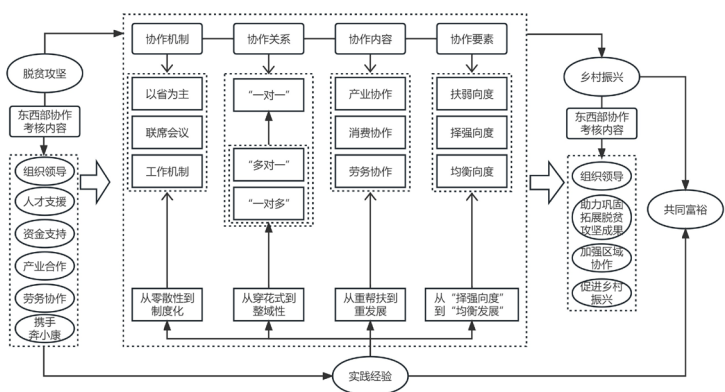 脱贫攻坚
东西部协作
考核内容
组织领导
人才支援
资金支持
产业合作
劳务协作
携手
奔小康
协作机制
以省为主
联席会议
工作机制
从零散性到
制度化
协作关系
“一对一”
“多对一”
“一对多”
从穿花式到
整域性
协作内容
产业协作
消费协作
劳务协作
从重帮扶到
重发展
协作要素
扶弱向度
择强向度
均衡向度
从“择强向度”
到“均衡发展”
实践经验
乡村振兴
东西部协作
考核内容
组织领导
助力巩固
拓展脱贫
攻坚成果
加强区域
协作
促进乡村
振兴
共同富裕